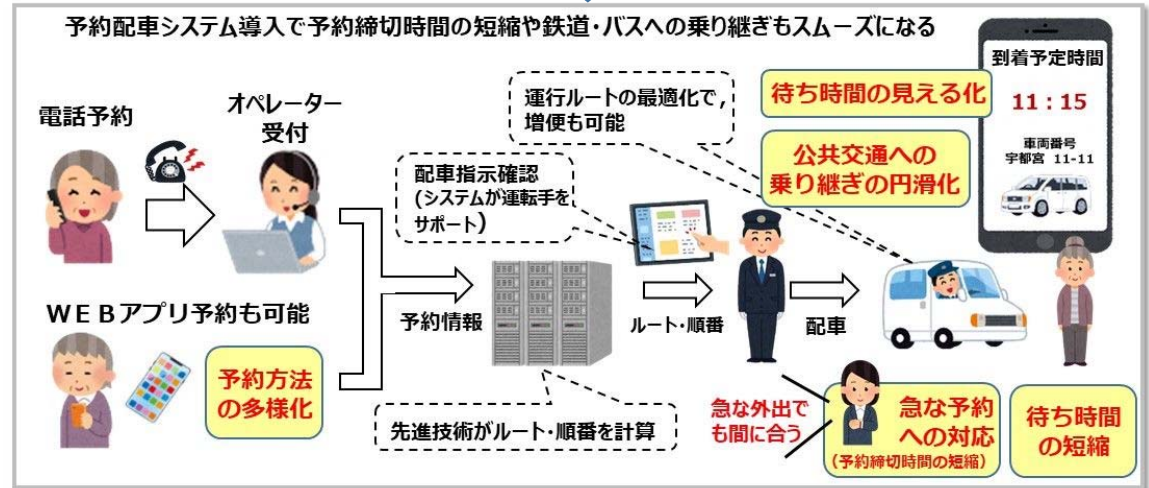 予約配車システム導入で予約締切時間の短縮や鉄道・バスへの乗り継ぎもスムーズになる
電話予約
オペレーター
受付
WEBアプリ予約も可能
予約方法
の多様化
予約情報
配車指示確認
(システムが運転手を
サポート)
先進技術がルート・順番を計算
ルート・順番
運行ルートの最適化で,
増便も可能
配車
待ち時間の見える化
公共交通への
乗り継ぎの円滑化
到着予定時間
11：15
車両番号
宇都宮 11-11
急な外出で
も間に合う
急な予約
への対応
(予約締切時間の短縮)
待ち時間
の短縮